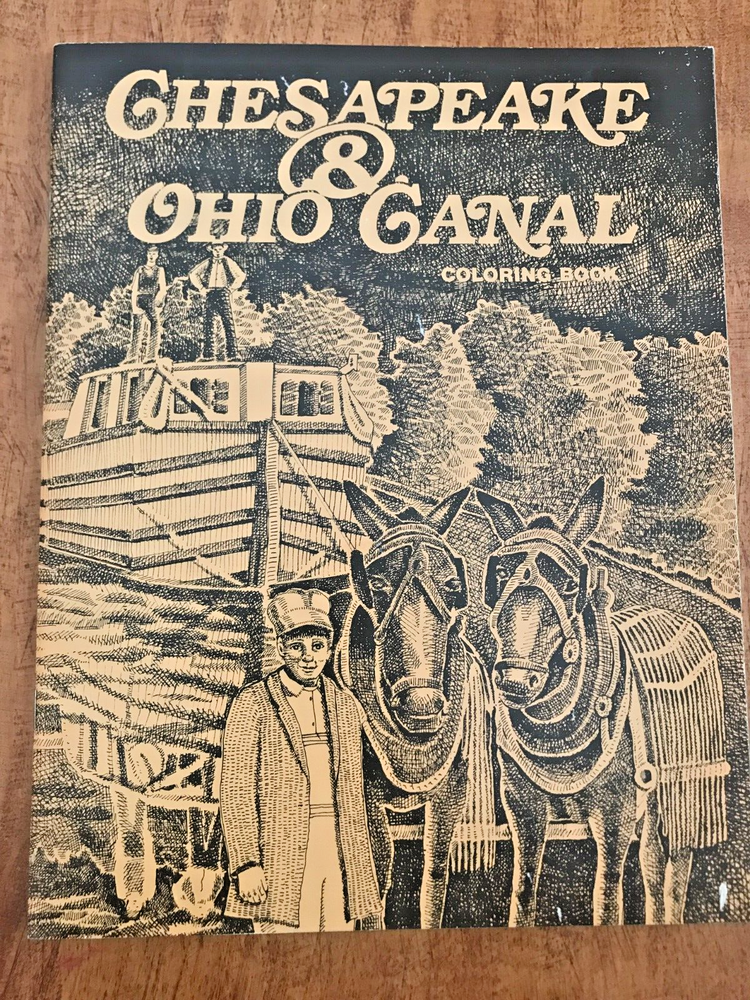 CHESAPEAKE
&
OHIO CANAL
COLORING BOOK